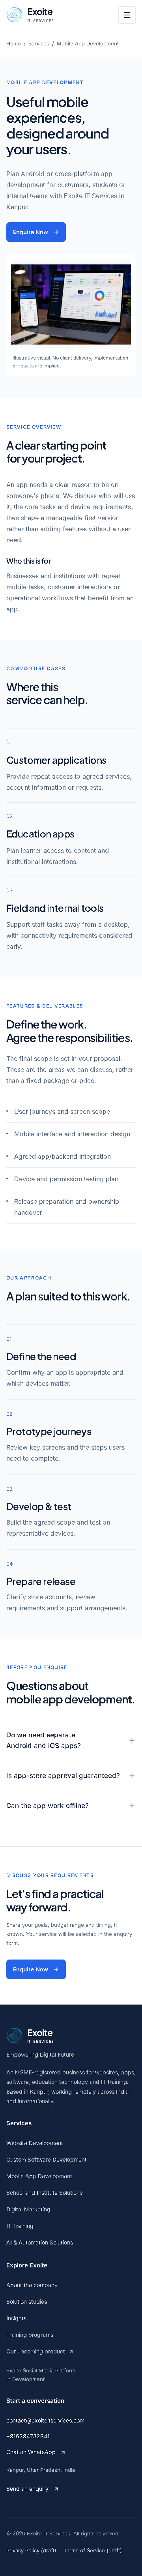 Exoite
IT SERVICES
Home / Services / Mobile App Development
MOBILE APP DEVELOPMENT
Useful mobile
experiences,
designed around
your users.
Plan Android or cross-platform app
development for customers, students or
internal teams with Exoite IT Services in
Kanpur.
Enquire Now →
Illustrative visual. No client delivery, implementation
or results are implied.
SERVICE OVERVIEW
A clear starting point
for your project.
An app needs a clear reason to be on
someone's phone. We discuss who will use
it, the core tasks and device requirements,
then shape a manageable first version
rather than adding features without a user
need.
Who this is for
Businesses and institutions with repeat
mobile tasks, customer interactions or
operational workflows that benefit from an
app.
COMMON USE CASES
Where this
service can help.
01
Customer applications
Provide repeat access to agreed services,
account information or requests.
02
Education apps
Plan learner access to content and
institutional interactions.
03
Field and internal tools
Support staff tasks away from a desktop,
with connectivity requirements considered
early.
FEATURES & DELIVERABLES
Define the work.
Agree the responsibilities.
The final scope is set in your proposal.
These are the areas we can discuss, rather
than a fixed package or price.
• User journeys and screen scope
• Mobile interface and interaction design
• Agreed app/backend integration
• Device and permission testing plan
• Release preparation and ownership
handover
OUR APPROACH
A plan suited to this work.
01
Define the need
Confirm why an app is appropriate and
which devices matter.
02
Prototype journeys
Review key screens and the steps users
need to complete.
03
Develop & test
Build the agreed scope and test on
representative devices.
04
Prepare release
Clarify store accounts, review
requirements and support arrangements.
BEFORE YOU ENQUIRE
Questions about
mobile app development.
Do we need separate
Android and iOS apps? +
Is app-store approval guaranteed? +
Can the app work offline? +
DISCUSS YOUR REQUIREMENTS
Let's find a practical
way forward.
Share your goals, budget range and timing, if
known. Your service will be selected in the enquiry
form.
Enquire Now →
Exoite
IT SERVICES
Empowering Digital Future
An MSME-registered business for websites, apps,
software, education technology and IT training.
Based in Kanpur, working remotely across India
and internationally.
Services
Website Development
Custom Software Development
Mobile App Development
School and Institute Solutions
Digital Marketing
IT Training
AI & Automation Solutions
Explore Exoite
About the company
Solution studies
Insights
Training programs
Our upcoming product ↗
Exoite Social Media Platform
In Development
Start a conversation
contact@exoiteitservices.com
+916394732841
Chat on WhatsApp ↗
Kanpur, Uttar Pradesh, India
Send an enquiry ↗
© 2026 Exoite IT Services. All rights reserved.
Privacy Policy (draft) Terms of Service (draft)